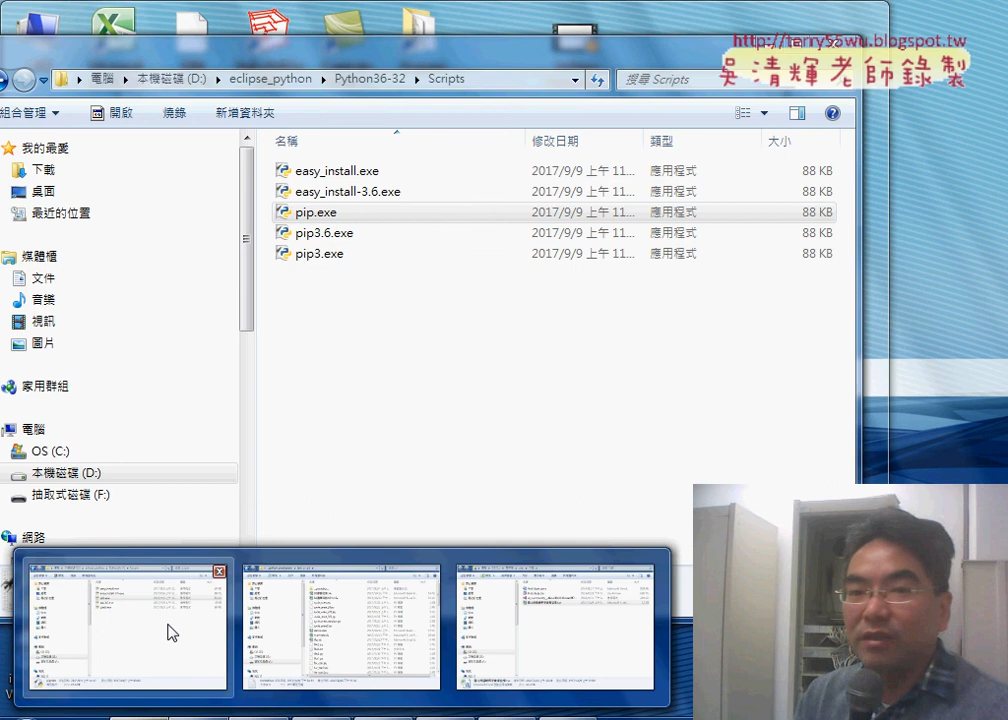 http://terry55wu.blogspot.tw
吳清輝老師錄製
電腦 本機磁碟 (D:) eclipse_python Python36-32 Scripts
搜尋 Scripts
組合管理 開啟 燒錄 新增資料夾
名稱 修改日期 類型 大小
easy_install.exe 2017/9/9 上午 11... 應用程式 88 KB
easy_install-3.6.exe 2017/9/9 上午 11... 應用程式 88 KB
pip.exe 2017/9/9 上午 11... 應用程式 88 KB
pip3.6.exe 2017/9/9 上午 11... 應用程式 88 KB
pip3.exe 2017/9/9 上午 11... 應用程式 88 KB
我的最愛
下載
桌面
最近的位置
媒體櫃
文件
音樂
視訊
圖片
家用群組
電腦
OS (C:)
本機磁碟 (D:)
抽取式磁碟 (F:)
網路